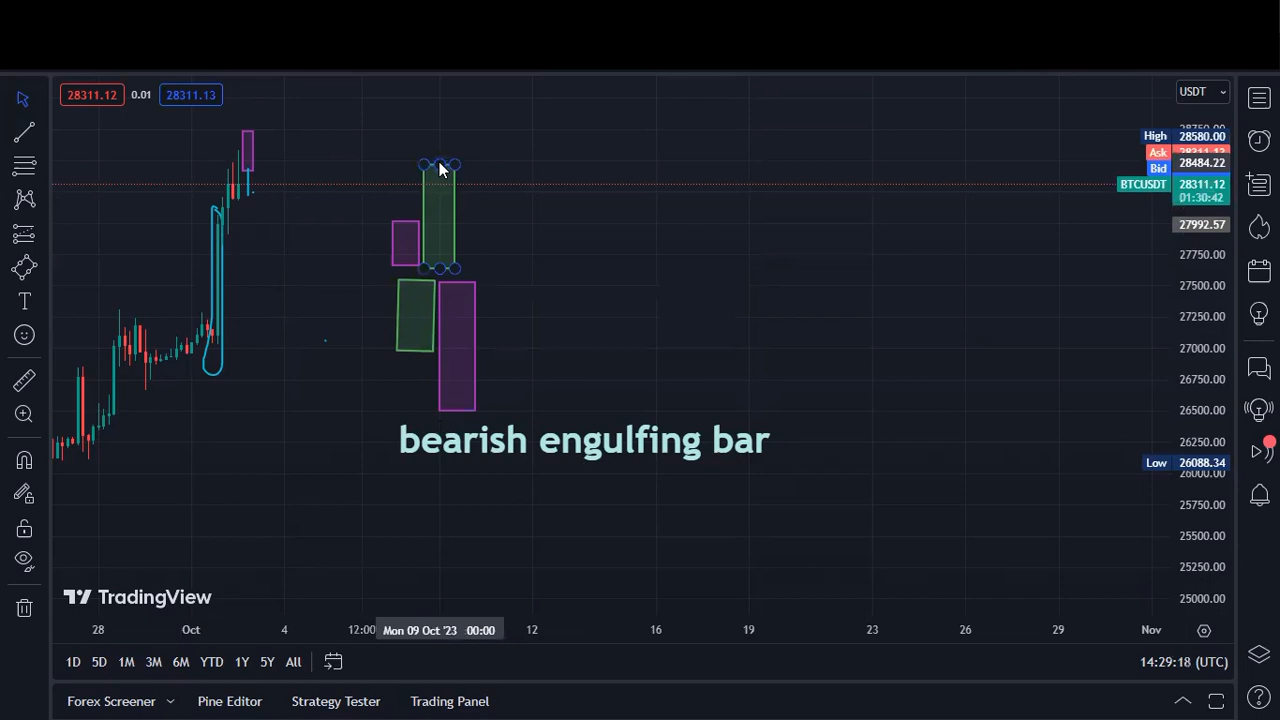 28311.12 0.01 28311.13
USDT
High 28580.00
Ask
28484.22
Bid
BTCUSDT 28311.12
01:30:42
27992.57
27750.00
27500.00
27250.00
27000.00
26750.00
26500.00
bearish engulfing bar
26250.00
Low 26088.34
25750.00
25500.00
25250.00
25000.00
TradingView
28 Oct 4 12:00 Mon 09 Oct '23 00:00 12 16 19 23 26 29 Nov
1D 5D 1M 3M 6M YTD 1Y 5Y All 14:29:18 (UTC)
Forex Screener Pine Editor Strategy Tester Trading Panel